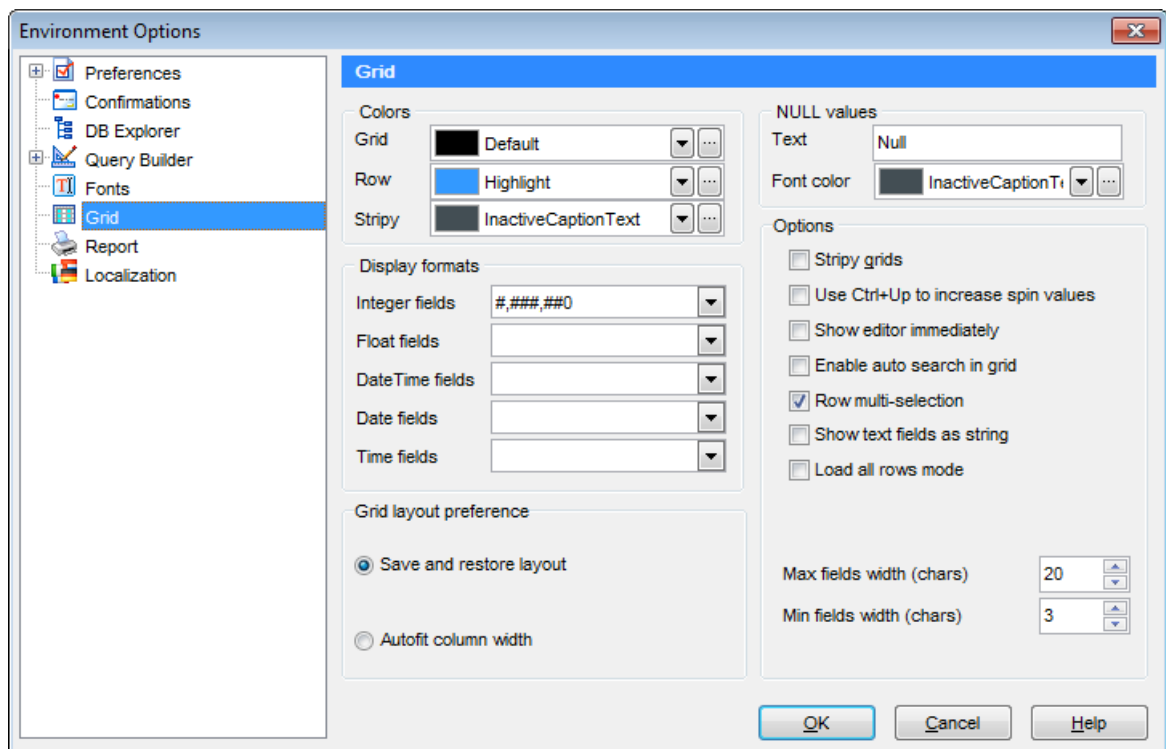 Environment Options
Preferences
Confirmations
DB Explorer
Query Builder
Fonts
Grid
Report
Localization
Grid
Colors
Grid Default
Row Highlight
Stripy InactiveCaptionText
Display formats
Integer fields #,###,##0
Float fields
DateTime fields
Date fields
Time fields
Grid layout preference
Save and restore layout
Autofit column width
NULL values
Text Null
Font color InactiveCaptionTe
Options
Stripy grids
Use Ctrl+Up to increase spin values
Show editor immediately
Enable auto search in grid
Row multi-selection
Show text fields as string
Load all rows mode
Max fields width (chars) 20
Min fields width (chars) 3
OK Cancel Help